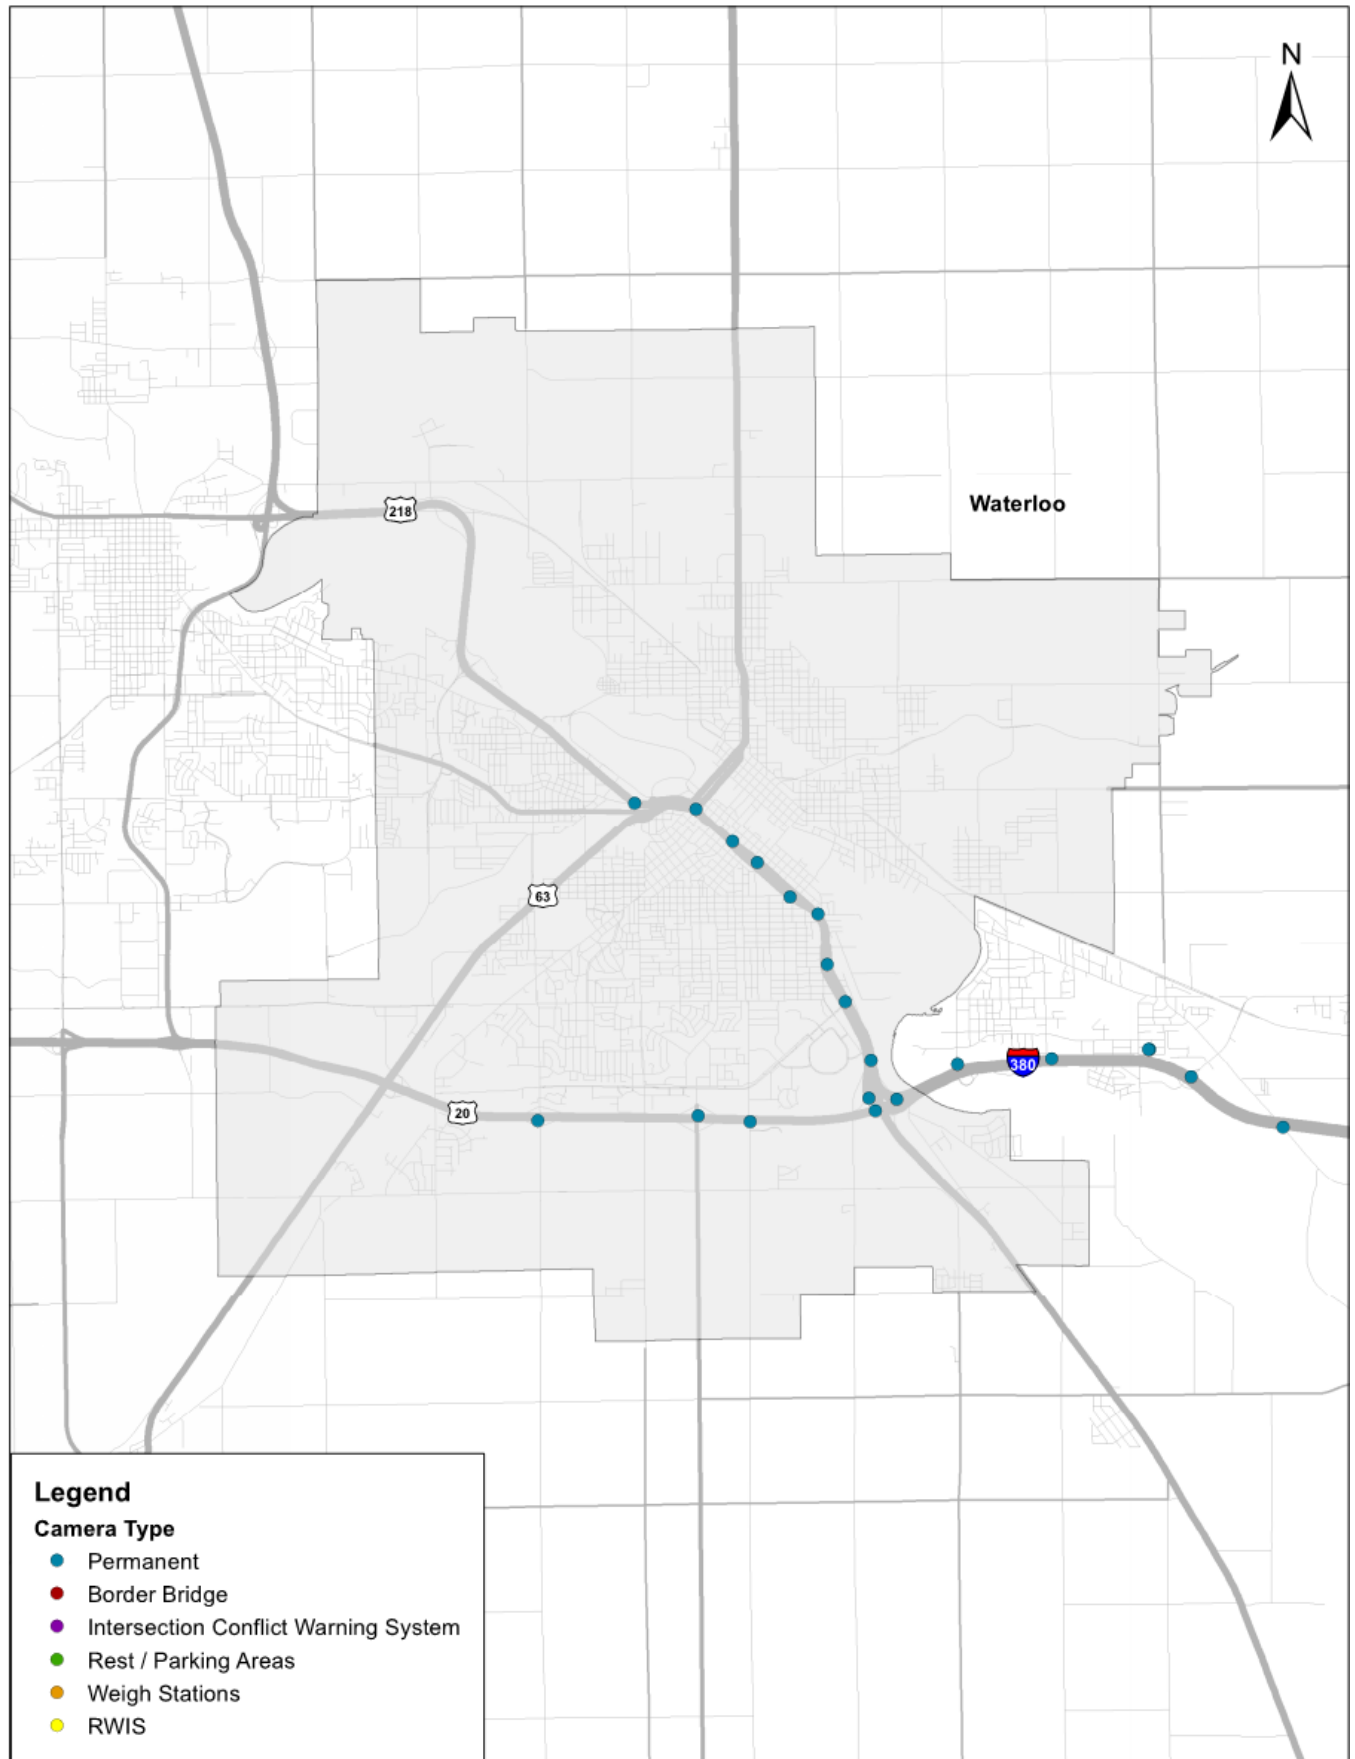 N
Waterloo
218
63
380
20
Legend
Camera Type
Permanent
Border Bridge
Intersection Conflict Warning System
Rest / Parking Areas
Weigh Stations
RWIS